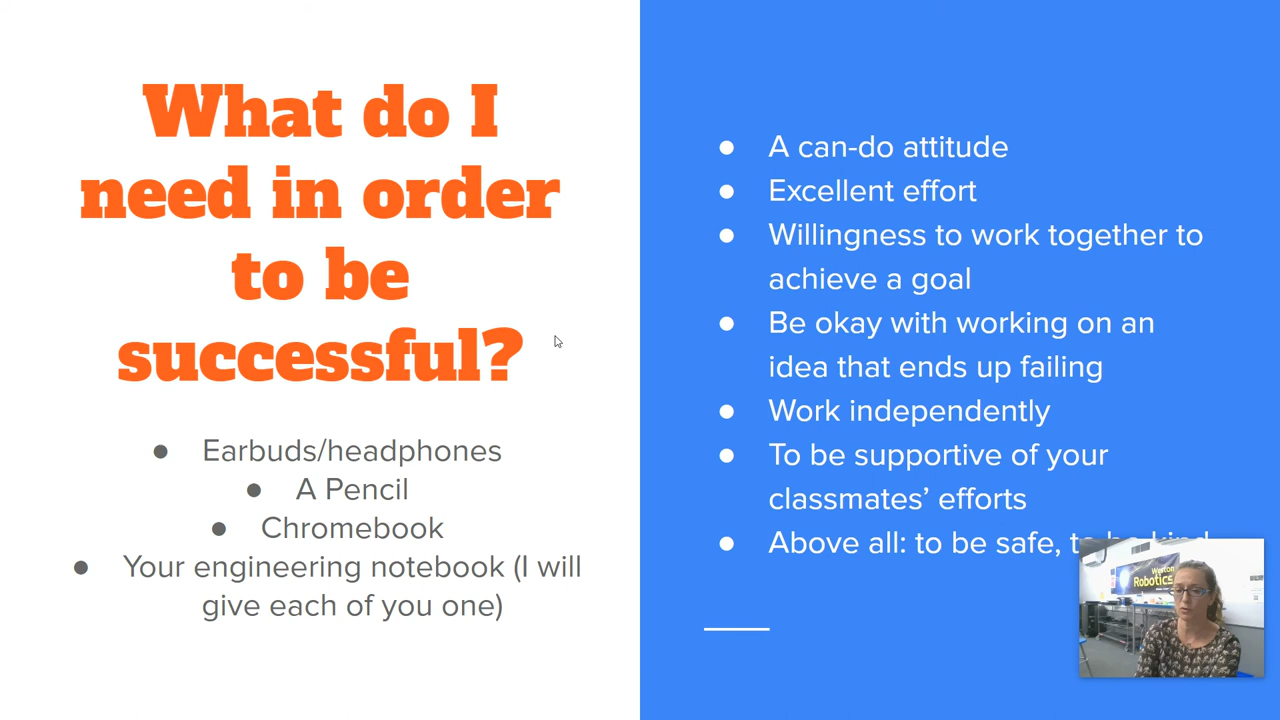 What do I
need in order
to be
successful?
● Earbuds/headphones
● A Pencil
● Chromebook
● Your engineering notebook (I will
give each of you one)
● A can-do attitude
● Excellent effort
● Willingness to work together to
achieve a goal
● Be okay with working on an
idea that ends up failing
● Work independently
● To be supportive of your
classmates’ efforts
● Above all: to be safe, to be kind
Weston
Robotics